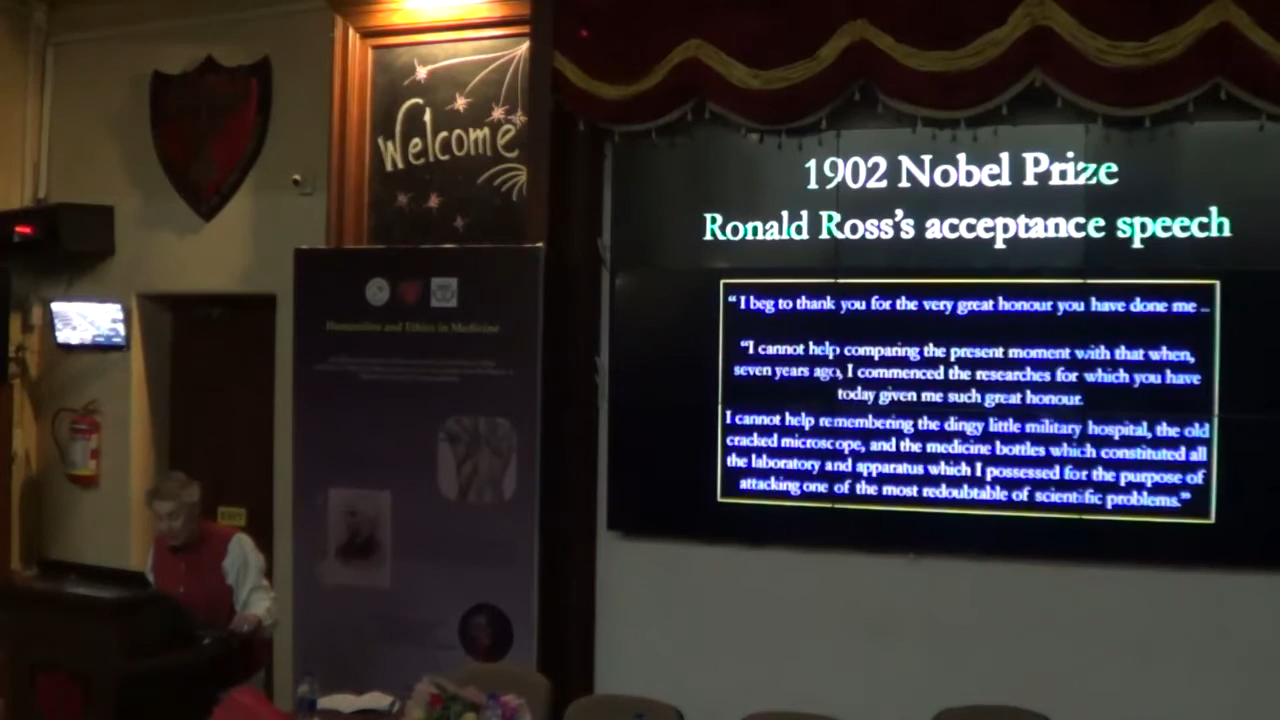 Welcome
1902 Nobel Prize
Ronald Ross's acceptance speech
“ I beg to thank you for the very great honour you have done me ...
“I cannot help comparing the present moment with that when,
seven years ago, I commenced the researches for which you have
today given me such great honour.
I cannot help remembering the dingy little military hospital, the old
cracked microscope, and the medicine bottles which constituted all
the laboratory and apparatus which I possessed for the purpose of
attacking one of the most redoubtable of scientific problems.”
Humanities and Ethics in Medicine
EXIT